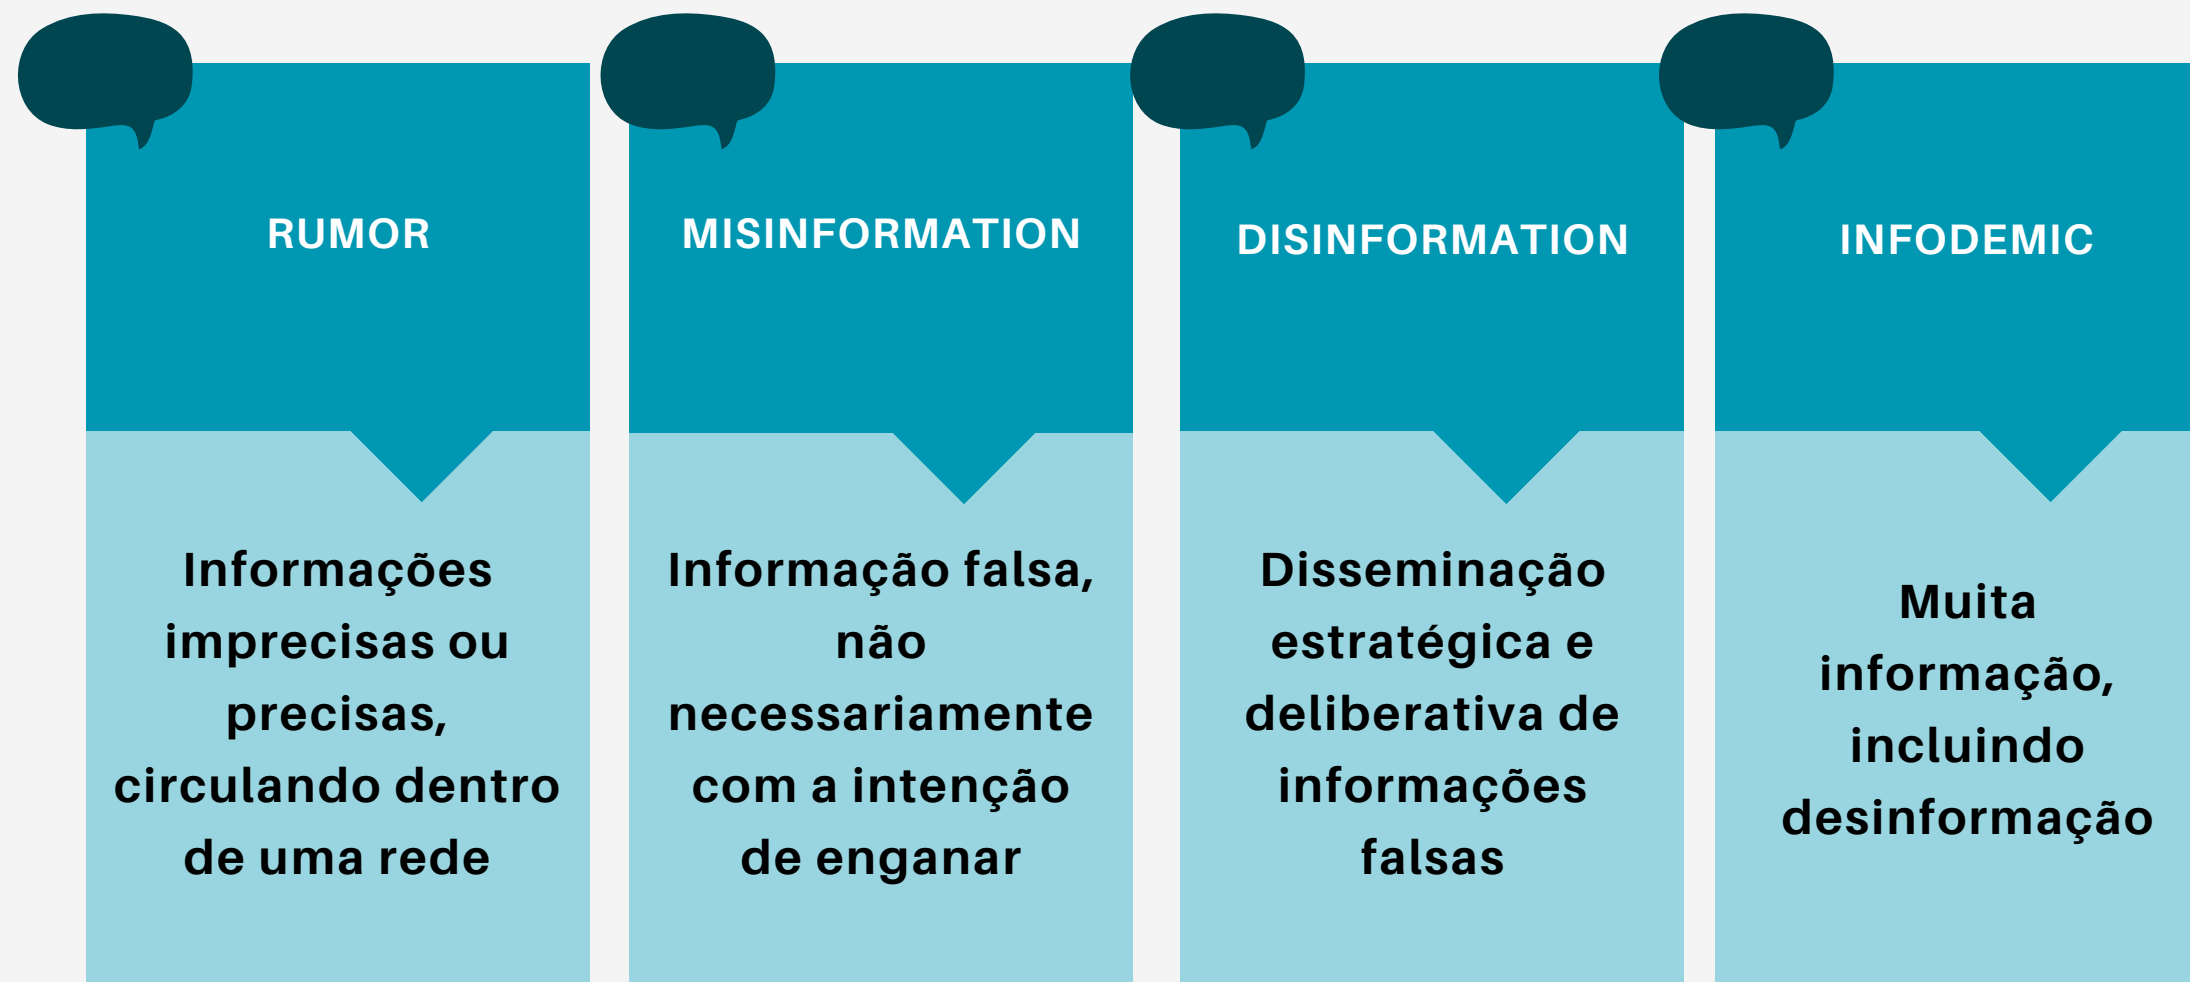 RUMOR
Informações
imprecisas ou
precisas,
circulando dentro
de uma rede
MISINFORMATION
Informação falsa,
não
necessariamente
com a intenção
de enganar
DISINFORMATION
Disseminação
estratégica e
deliberativa de
informações
falsas
INFODEMIC
Muita
informação,
incluindo
desinformação